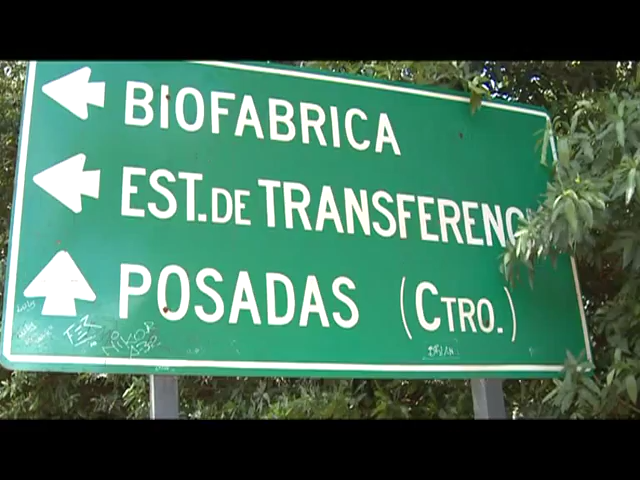 BIOFABRICA
EST. DE TRANSFERENC
POSADAS (CTRO.)